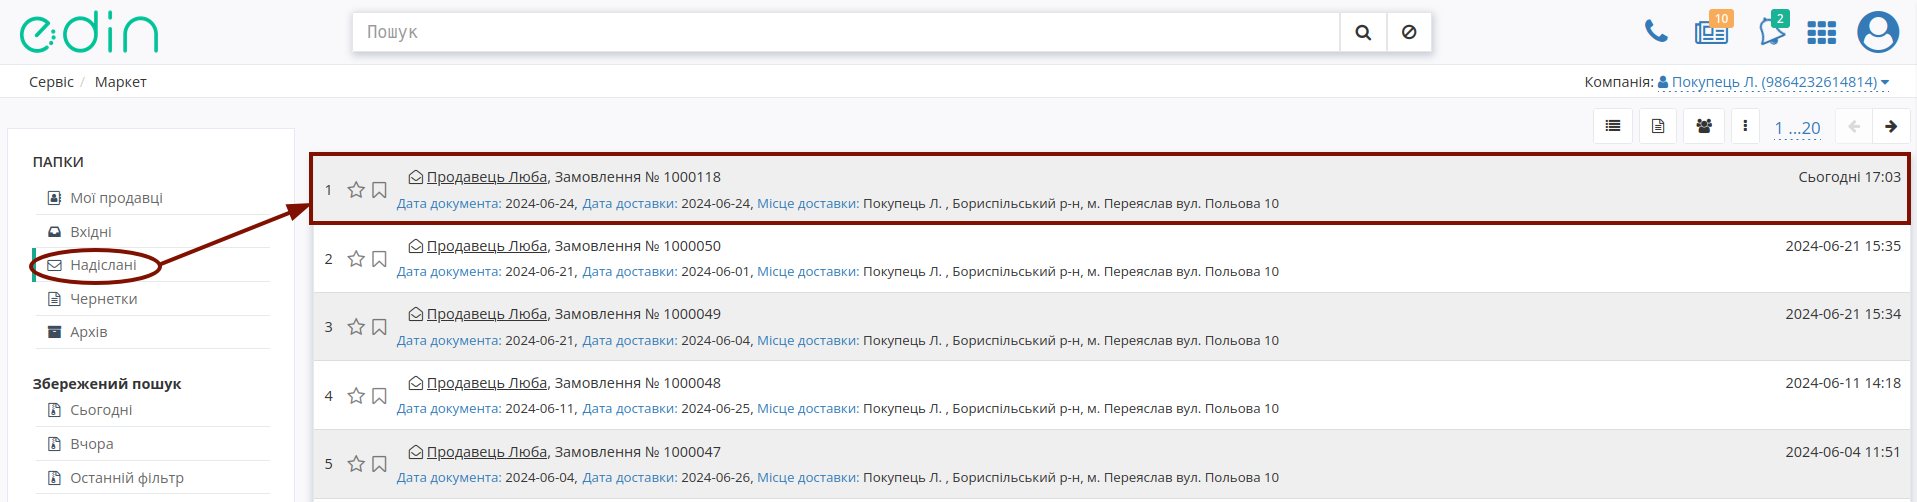 edin
Пошук
10
2
Сервіс / Маркет
Компанія: Покупець Л. (9864232614814)
1 ...20
ПАПКИ
Мої продавці
Вхідні
Надіслані
Чернетки
Архів
Збережений пошук
Сьогодні
Вчора
Останній фільтр
1 Продавець Люба, Замовлення № 1000118 Сьогодні 17:03
Дата документа: 2024-06-24, Дата доставки: 2024-06-24, Місце доставки: Покупець Л. , Бориспільський р-н, м. Переяслав вул. Польова 10
2 Продавець Люба, Замовлення № 1000050 2024-06-21 15:35
Дата документа: 2024-06-21, Дата доставки: 2024-06-01, Місце доставки: Покупець Л. , Бориспільський р-н, м. Переяслав вул. Польова 10
3 Продавець Люба, Замовлення № 1000049 2024-06-21 15:34
Дата документа: 2024-06-21, Дата доставки: 2024-06-04, Місце доставки: Покупець Л. , Бориспільський р-н, м. Переяслав вул. Польова 10
4 Продавець Люба, Замовлення № 1000048 2024-06-11 14:18
Дата документа: 2024-06-11, Дата доставки: 2024-06-25, Місце доставки: Покупець Л. , Бориспільський р-н, м. Переяслав вул. Польова 10
5 Продавець Люба, Замовлення № 1000047 2024-06-04 11:51
Дата документа: 2024-06-04, Дата доставки: 2024-06-26, Місце доставки: Покупець Л. , Бориспільський р-н, м. Переяслав вул. Польова 10